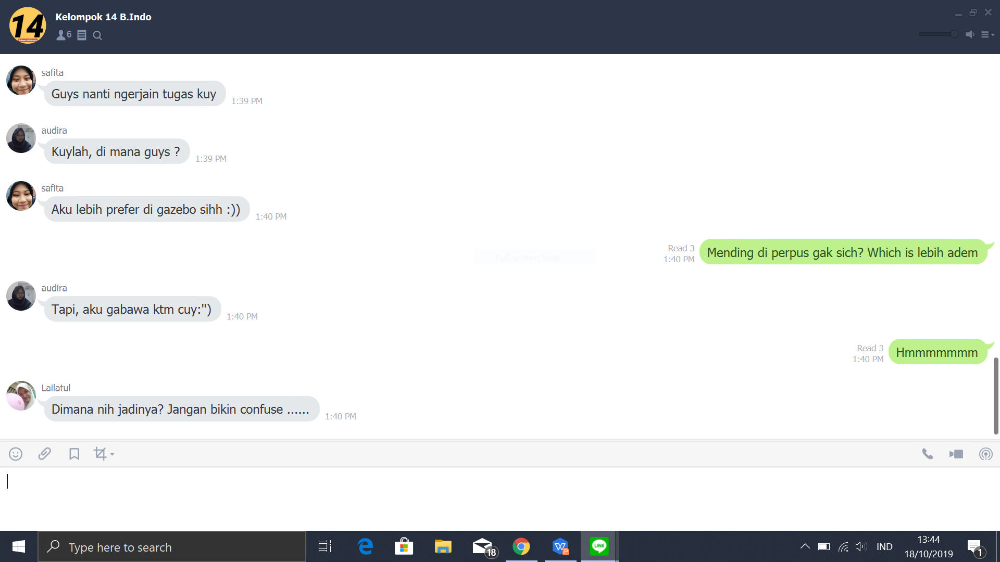 14
Bahasa Indonesia
Kelompok 14 B.Indo
6
safita
Guys nanti ngerjain tugas kuy
1:39 PM
audira
Kuylah, di mana guys ?
1:39 PM
safita
Aku lebih prefer di gazebo sihh :))
1:40 PM
Read 3
1:40 PM
Mending di perpus gak sich? Which is lebih adem
Full-screen Snip
audira
Tapi, aku gabawa ktm cuy:")
1:40 PM
Read 3
1:40 PM
Hmmmmmmm
Lailatul
Dimana nih jadinya? Jangan bikin confuse ......
1:40 PM
Type here to search
18
W
P
LINE
IND
13:44
18/10/2019
1